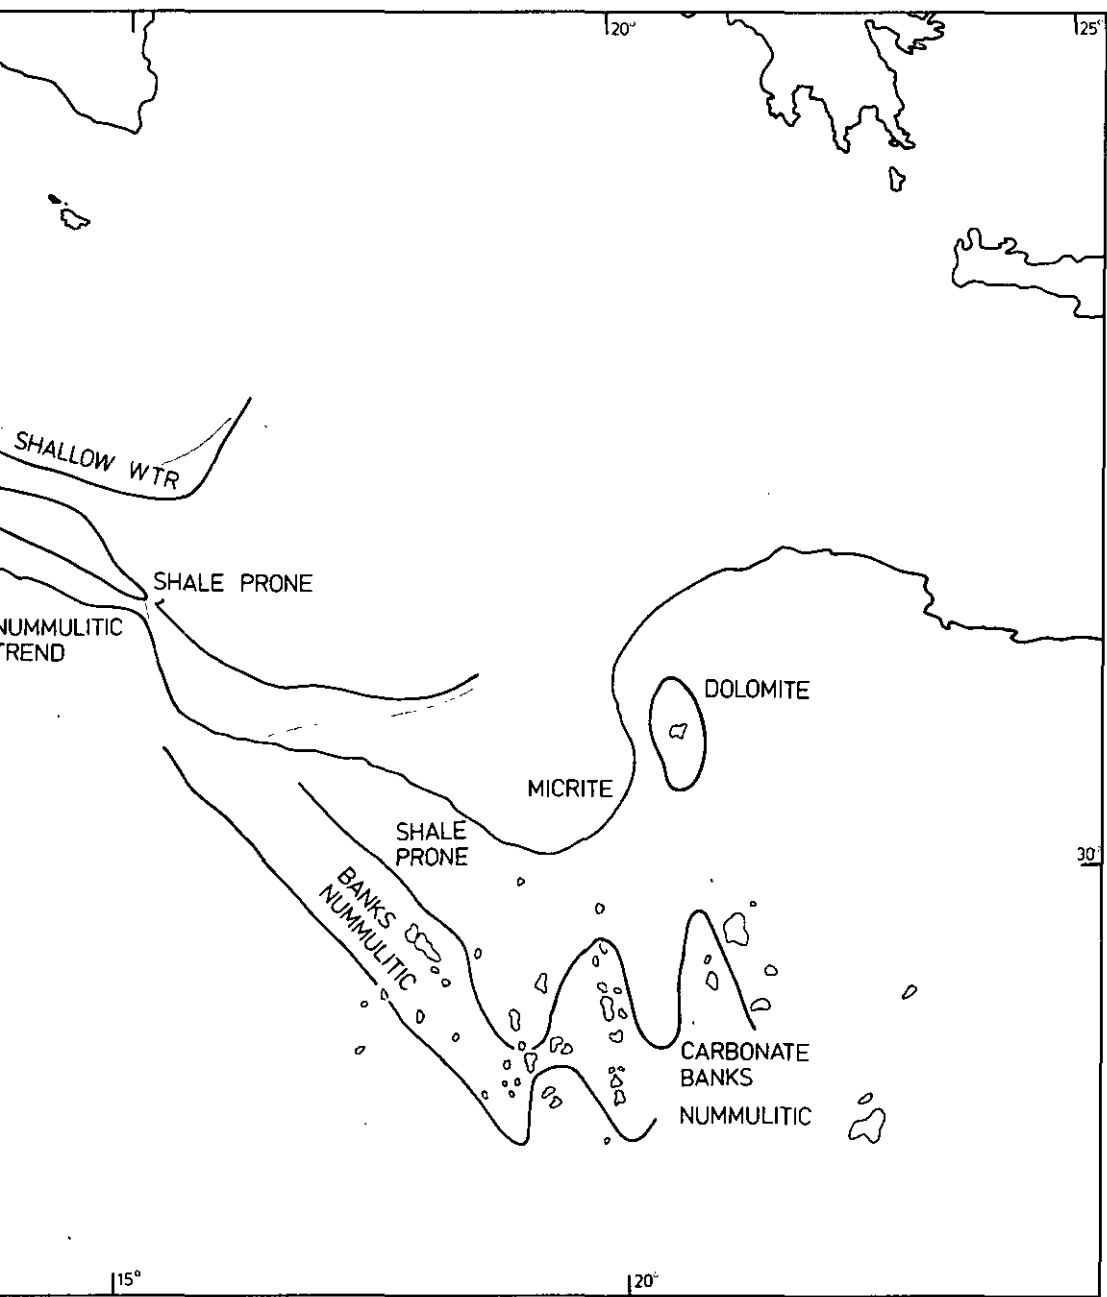 20°
25°
SHALLOW WTR
SHALE PRONE
NUMMULITIC
TREND
DOLOMITE
MICRITE
SHALE
PRONE
30°
BANKS
NUMMULITIC
CARBONATE
BANKS
NUMMULITIC
15°
20°